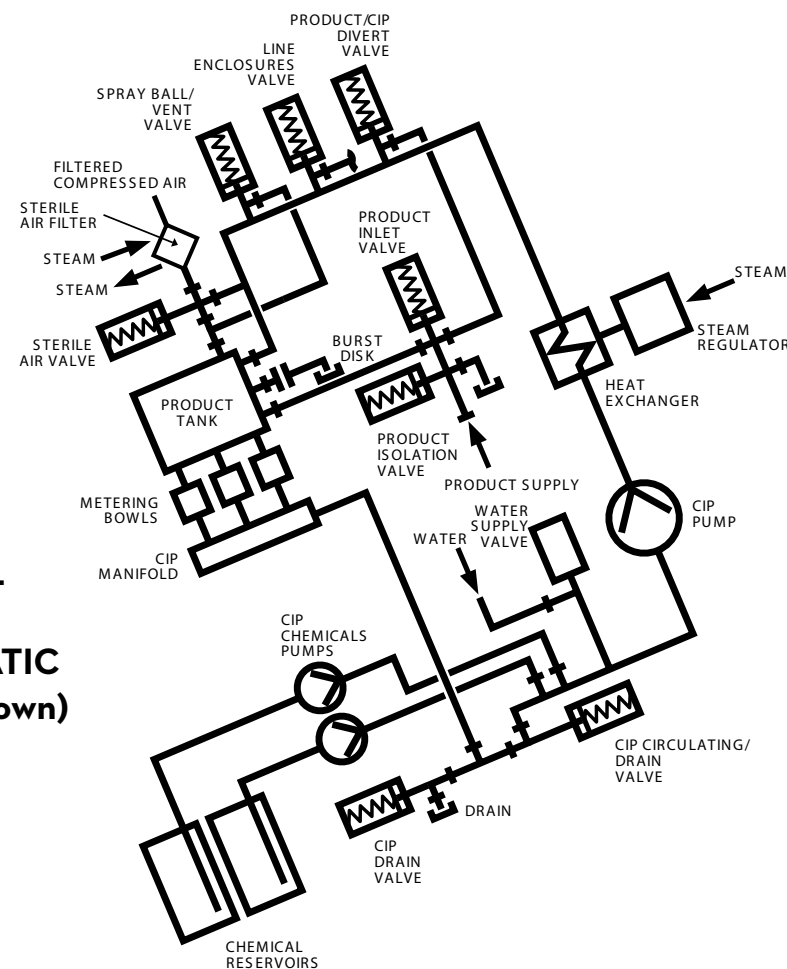 PRODUCT/CIP
DIVERT
VALVE
LINE
ENCLOSURES
VALVE
SPRAY BALL/
VENT
VALVE
FILTERED
COMPRESSED AIR
STERILE
AIR FILTER
STEAM
STEAM
STERILE
AIR VALVE
PRODUCT
INLET
VALVE
BURST
DISK
STEAM
STEAM
REGULATOR
HEAT
EXCHANGER
PRODUCT
TANK
PRODUCT
ISOLATION
VALVE
PRODUCT SUPPLY
METERING
BOWLS
CIP
MANIFOLD
WATER
SUPPLY
VALVE
WATER
CIP
PUMP
ATIC
own)
CIP
CHEMICALS
PUMPS
CIP CIRCULATING/
DRAIN
VALVE
DRAIN
CIP
DRAIN
VALVE
CHEMICAL
RESERVOIRS